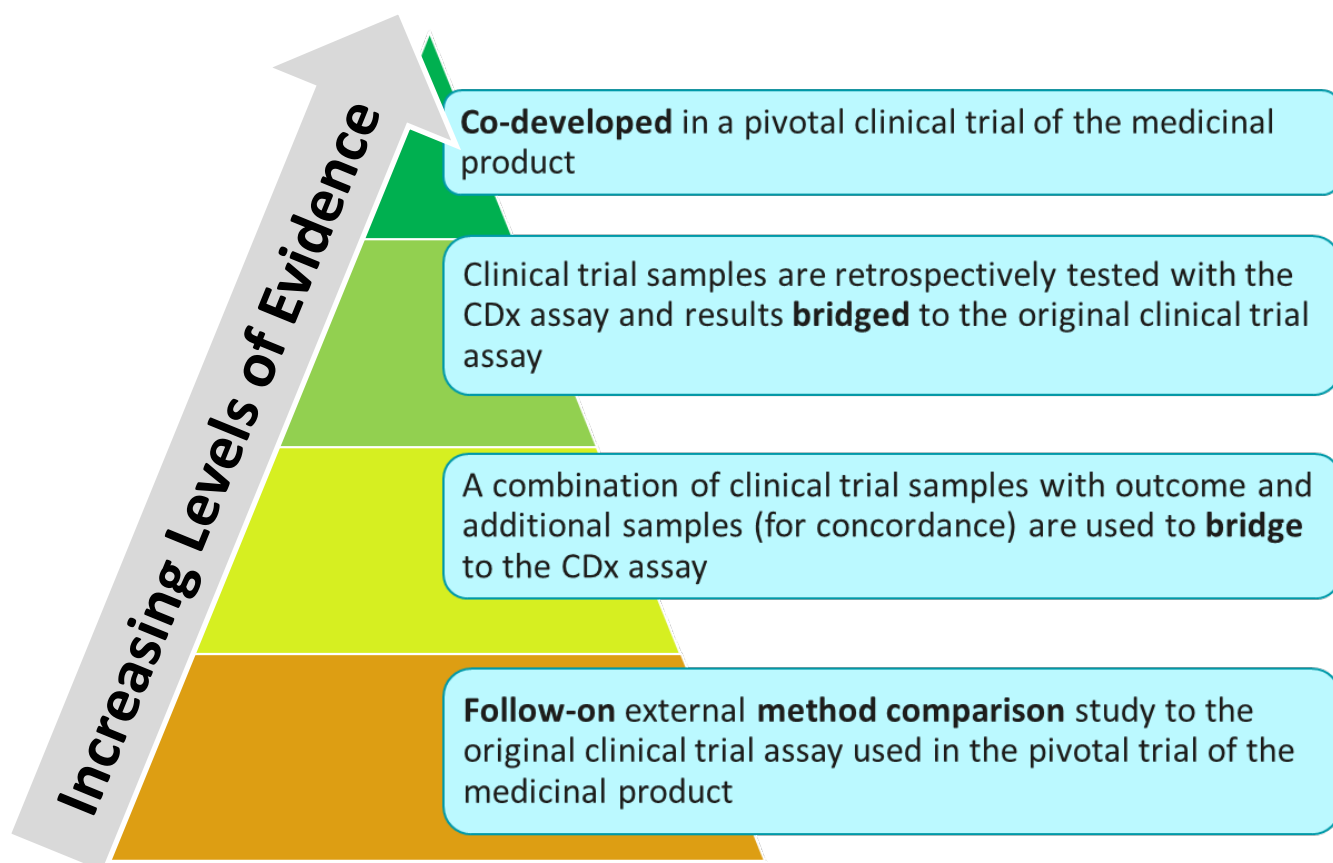 Increasing Levels of Evidence
Co-developed in a pivotal clinical trial of the medicinal
product
Clinical trial samples are retrospectively tested with the
CDx assay and results bridged to the original clinical trial
assay
A combination of clinical trial samples with outcome and
additional samples (for concordance) are used to bridge
to the CDx assay
Follow-on external method comparison study to the
original clinical trial assay used in the pivotal trial of the
medicinal product